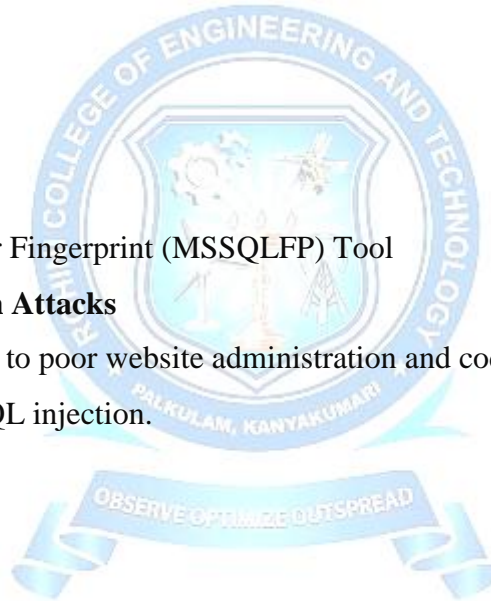 COLLEGE OF ENGINEERING AND TECHNOLOGY
r Fingerprint (MSSQLFP) Tool
n Attacks
to poor website administration and co
QL injection.
PALKULAM, KANYAKUMARI
OBSERVE OPTIMIZE OUTSPREAD